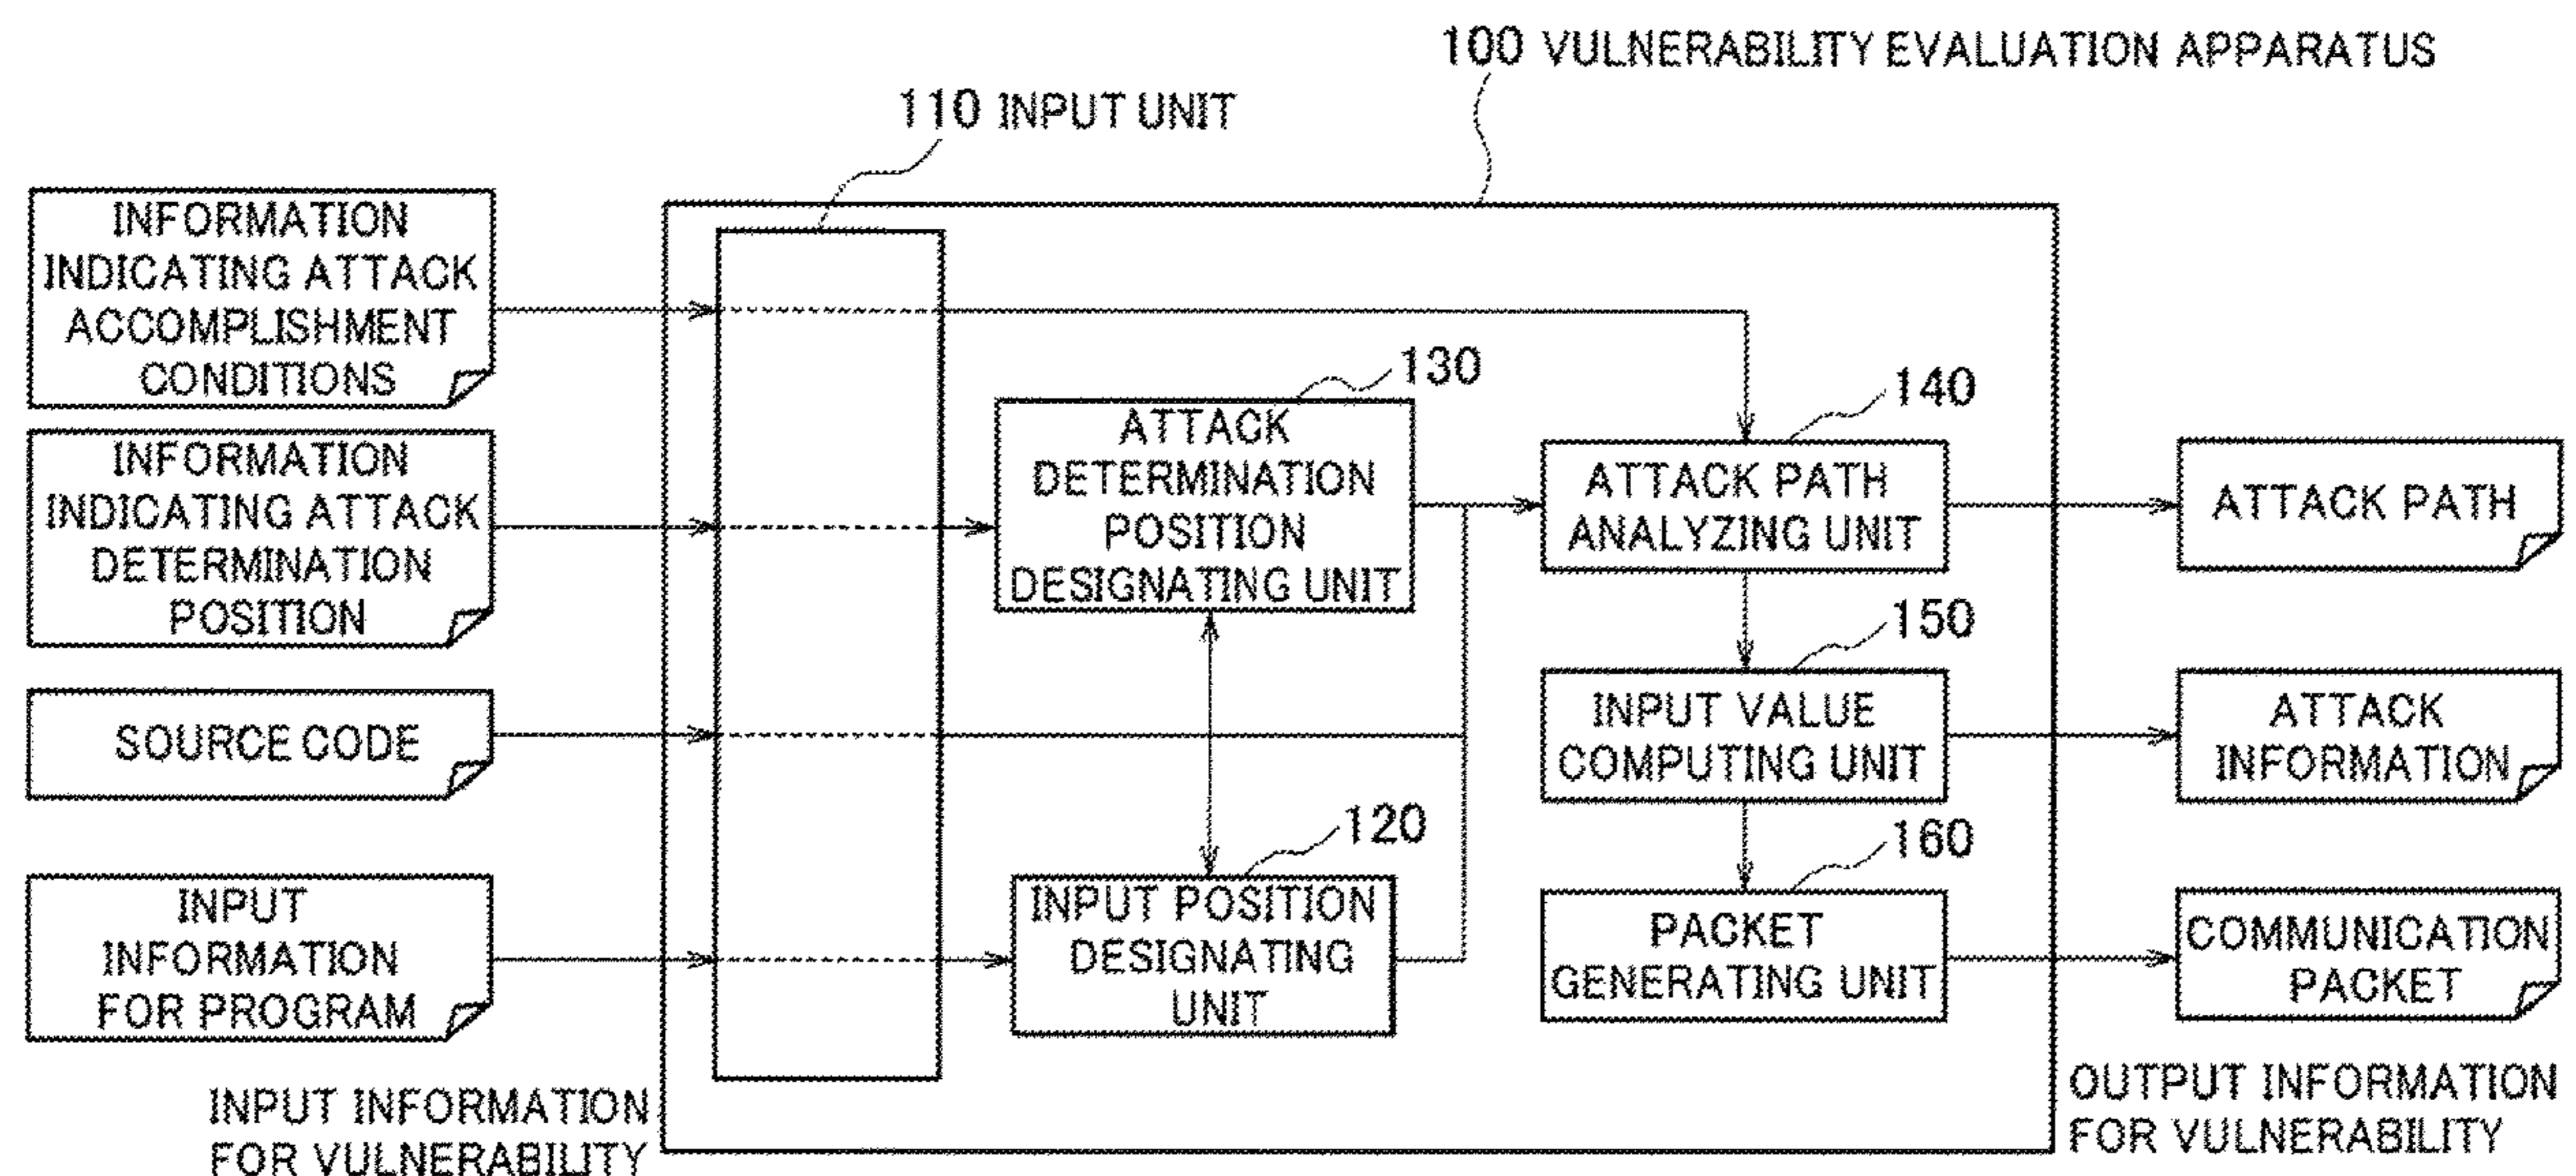 100 VULNERABILITY EVALUATION APPARATUS
110 INPUT UNIT
INFORMATION
INDICATING ATTACK
ACCOMPLISHMENT
CONDITIONS
INFORMATION
INDICATING ATTACK
DETERMINATION
POSITION
SOURCE CODE
INPUT
INFORMATION
FOR PROGRAM
INPUT INFORMATION
FOR VULNERABILITY
130
ATTACK
DETERMINATION
POSITION
DESIGNATING UNIT
120
INPUT POSITION
DESIGNATING
UNIT
140
ATTACK PATH
ANALYZING UNIT
150
INPUT VALUE
COMPUTING UNIT
160
PACKET
GENERATING UNIT
ATTACK PATH
ATTACK
INFORMATION
COMMUNICATION
PACKET
OUTPUT INFORMATION
FOR VULNERABILITY